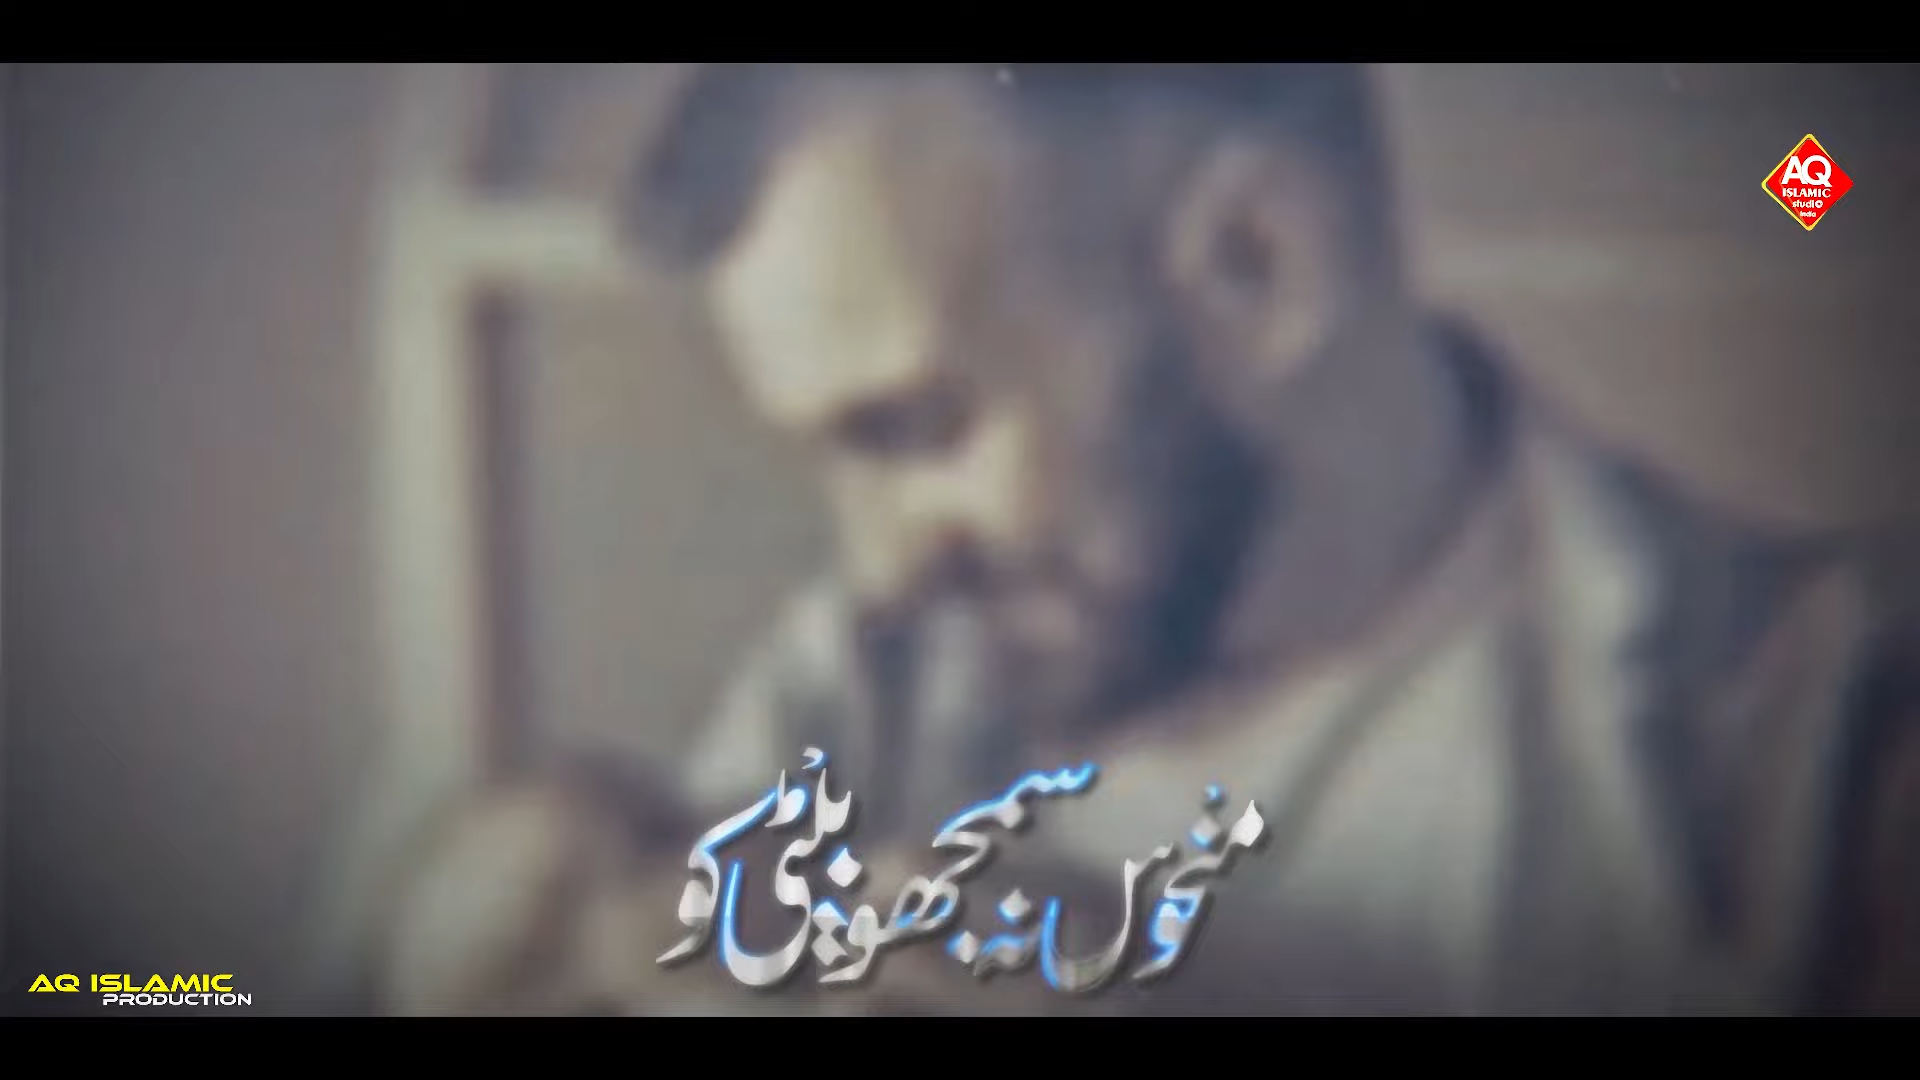 AQ
ISLAMIC
studio
india
منحوس نہ سمجھو بیٹی کو
AQ ISLAMIC
PRODUCTION